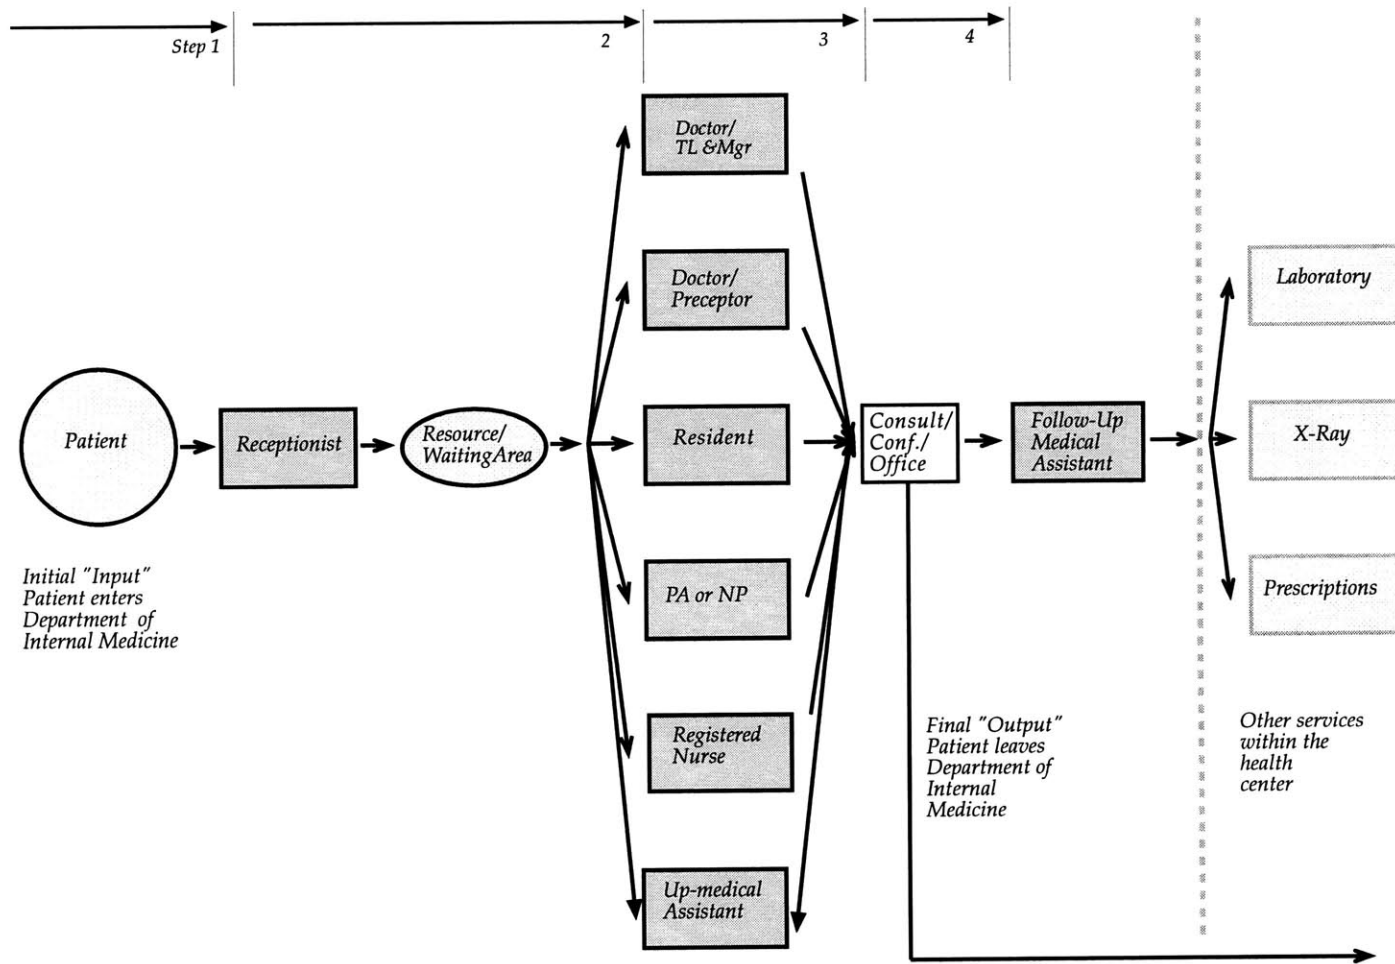 Step 1
2
3
4
Doctor/
TL &Mgr
Doctor/
Preceptor
Laboratory
Patient
Receptionist
Resource/
WaitingArea
Resident
Consult/
Conf./
Office
Follow-Up
Medical
Assistant
X-Ray
Initial "Input"
Patient enters
Department of
Internal Medicine
PA or NP
Prescriptions
Registered
Nurse
Final "Output"
Patient leaves
Department of
Internal
Medicine
Other services
within the
health
center
Up-medical
Assistant